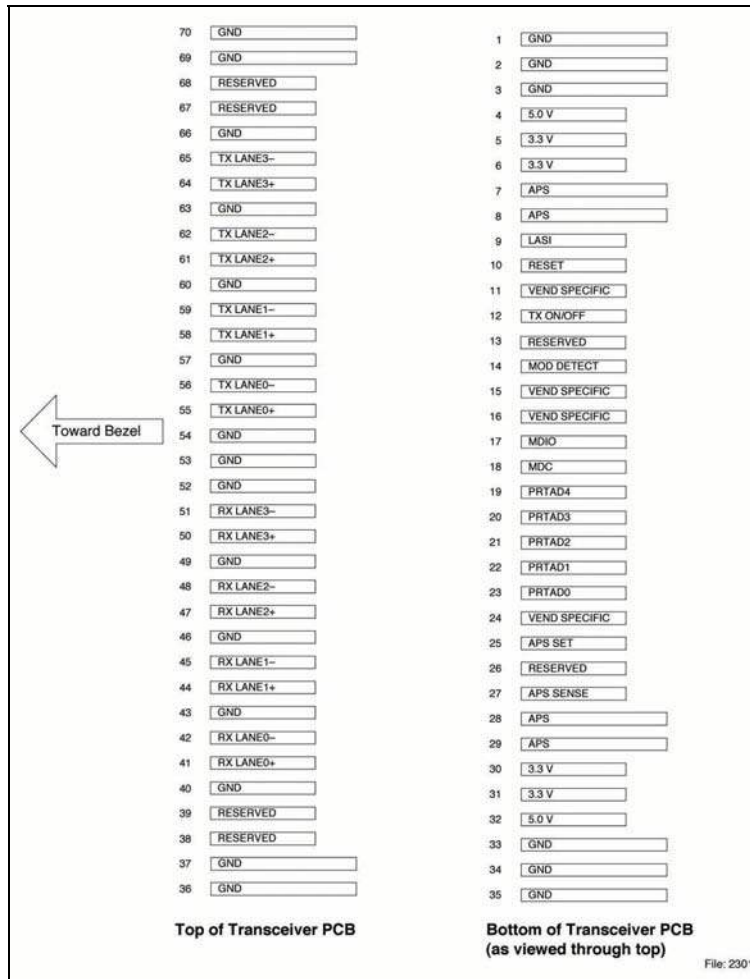 70 GND
69 GND
68 RESERVED
67 RESERVED
66 GND
65 TX LANE3–
64 TX LANE3+
63 GND
62 TX LANE2–
61 TX LANE2+
60 GND
59 TX LANE1–
58 TX LANE1+
57 GND
56 TX LANE0–
55 TX LANE0+
54 GND
53 GND
52 GND
51 RX LANE3–
50 RX LANE3+
49 GND
48 RX LANE2–
47 RX LANE2+
46 GND
45 RX LANE1–
44 RX LANE1+
43 GND
42 RX LANE0–
41 RX LANE0+
40 GND
39 RESERVED
38 RESERVED
37 GND
36 GND
Toward Bezel
Top of Transceiver PCB
1 GND
2 GND
3 GND
4 5.0 V
5 3.3 V
6 3.3 V
7 APS
8 APS
9 LASI
10 RESET
11 VEND SPECIFIC
12 TX ON/OFF
13 RESERVED
14 MOD DETECT
15 VEND SPECIFIC
16 VEND SPECIFIC
17 MDIO
18 MDC
19 PRTAD4
20 PRTAD3
21 PRTAD2
22 PRTAD1
23 PRTAD0
24 VEND SPECIFIC
25 APS SET
26 RESERVED
27 APS SENSE
28 APS
29 APS
30 3.3 V
31 3.3 V
32 5.0 V
33 GND
34 GND
35 GND
Bottom of Transceiver PCB
(as viewed through top)
File: 230